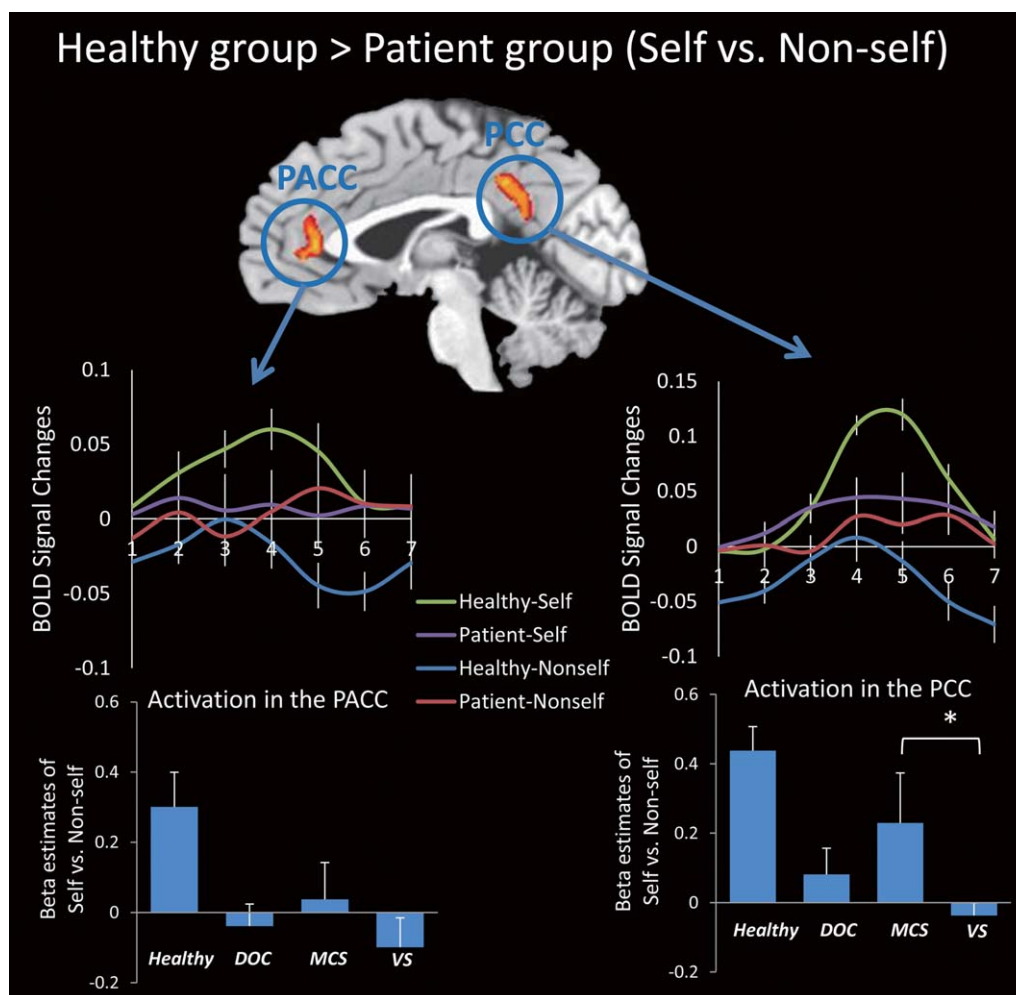 Healthy group > Patient group (Self vs. Non-self)
PACC
PCC
BOLD Signal Changes
0.1
0.05
0
-0.05
-0.1
1 2 3 4 5 6 7
BOLD Signal Changes
0.15
0.1
0.05
0
-0.05
-0.1
1 2 3 4 5 6 7
Healthy-Self
Patient-Self
Healthy-Nonself
Patient-Nonself
Activation in the PACC
Beta estimates of
Self vs. Non-self
0.6
0.4
0.2
0
-0.2
Healthy DOC MCS VS
Activation in the PCC
Beta estimates of
Self vs. Non-self
0.6
0.4
0.2
0
-0.2
*
Healthy DOC MCS VS